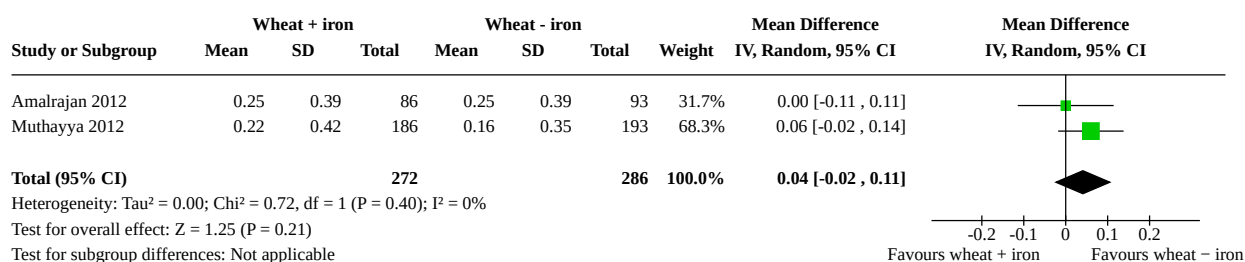 Wheat + iron Wheat - iron Mean Difference Mean Difference
Study or Subgroup Mean SD Total Mean SD Total Weight IV, Random, 95% CI IV, Random, 95% CI
Amalrajan 2012 0.25 0.39 86 0.25 0.39 93 31.7% 0.00 [-0.11 , 0.11]
Muthayya 2012 0.22 0.42 186 0.16 0.35 193 68.3% 0.06 [-0.02 , 0.14]
Total (95% CI) 272 286 100.0% 0.04 [-0.02 , 0.11]
Heterogeneity: Tau² = 0.00; Chi² = 0.72, df = 1 (P = 0.40); I² = 0%
Test for overall effect: Z = 1.25 (P = 0.21) -0.2 -0.1 0 0.1 0.2
Test for subgroup differences: Not applicable Favours wheat + iron Favours wheat − iron